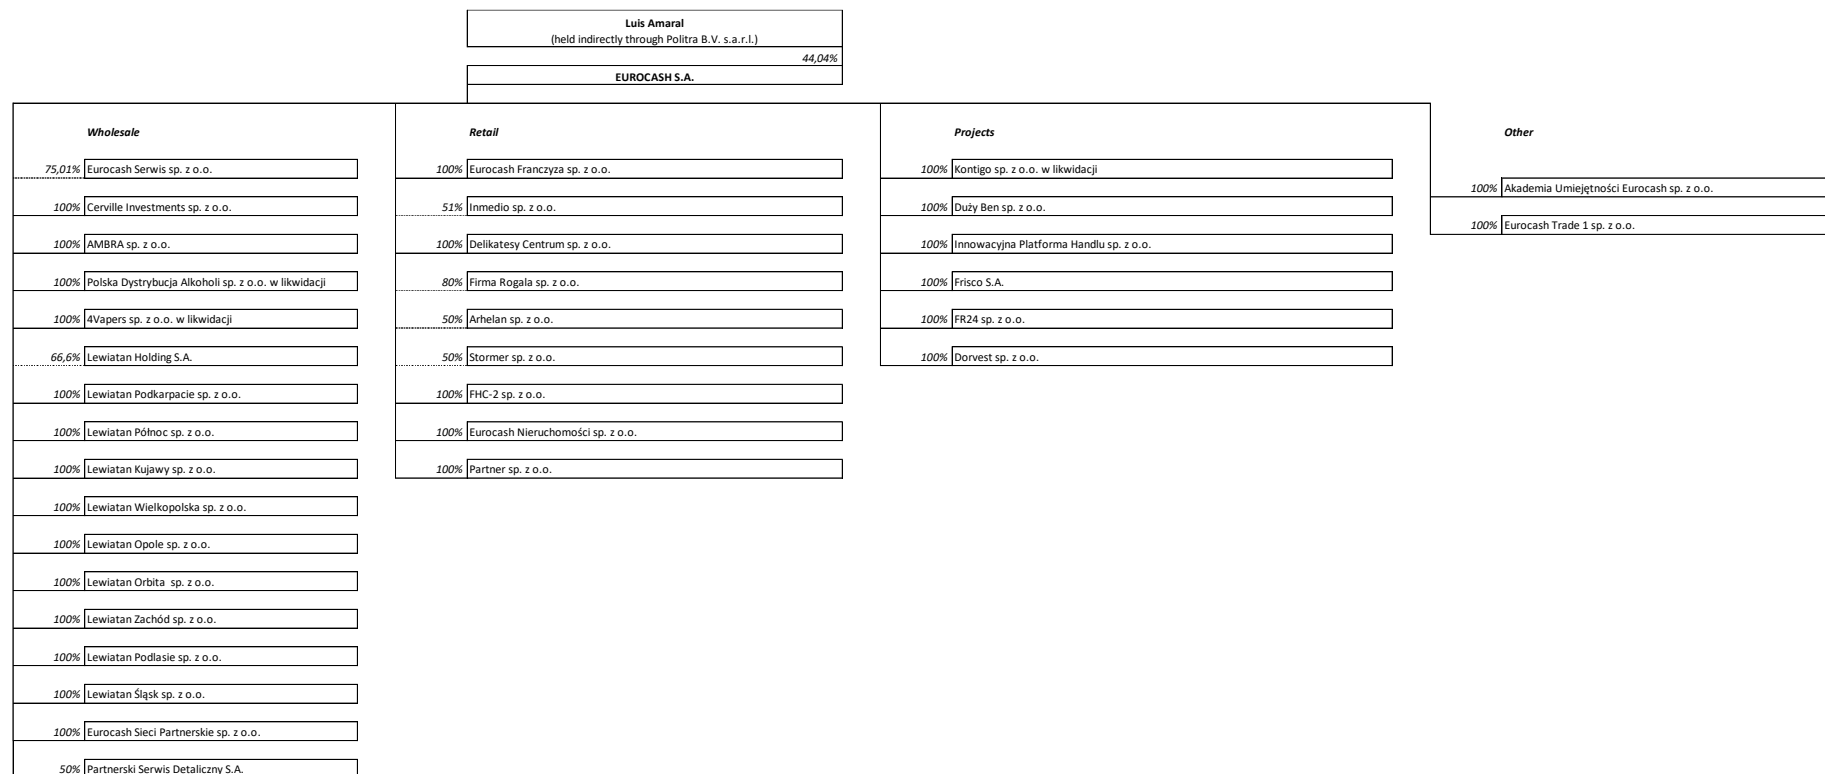 Luis Amaral
(held indirectly through Politra B.V. s.a.r.l.)
44,04%
EUROCASH S.A.
Wholesale
75,01% Eurocash Serwis sp. z o.o.
100% Cerville Investments sp. z o.o.
100% AMBRA sp. z o.o.
100% Polska Dystrybucja Alkoholi sp. z o.o. w likwidacji
100% 4Vapers sp. z o.o. w likwidacji
66,6% Lewiatan Holding S.A.
100% Lewiatan Podkarpacie sp. z o.o.
100% Lewiatan Północ sp. z o.o.
100% Lewiatan Kujawy sp. z o.o.
100% Lewiatan Wielkopolska sp. z o.o.
100% Lewiatan Opole sp. z o.o.
100% Lewiatan Orbita  sp. z o.o.
100% Lewiatan Zachód sp. z o.o.
100% Lewiatan Podlasie sp. z o.o.
100% Lewiatan Śląsk sp. z o.o.
100% Eurocash Sieci Partnerskie sp. z o.o.
50% Partnerski Serwis Detaliczny S.A.
Retail
100% Eurocash Franczyza sp. z o.o.
51% Inmedio sp. z o.o.
100% Delikatesy Centrum sp. z o.o.
80% Firma Rogala sp. z o.o.
50% Arhelan sp. z o.o.
50% Stormer sp. z o.o.
100% FHC-2 sp. z o.o.
100% Eurocash Nieruchomości sp. z o.o.
100% Partner sp. z o.o.
Projects
100% Kontigo sp. z o.o. w likwidacji
100% Duży Ben sp. z o.o.
100% Innowacyjna Platforma Handlu sp. z o.o.
100% Frisco S.A.
100% FR24 sp. z o.o.
100% Dorvest sp. z o.o.
Other
100% Akademia Umiejętności Eurocash sp. z o.o.
100% Eurocash Trade 1 sp. z o.o.